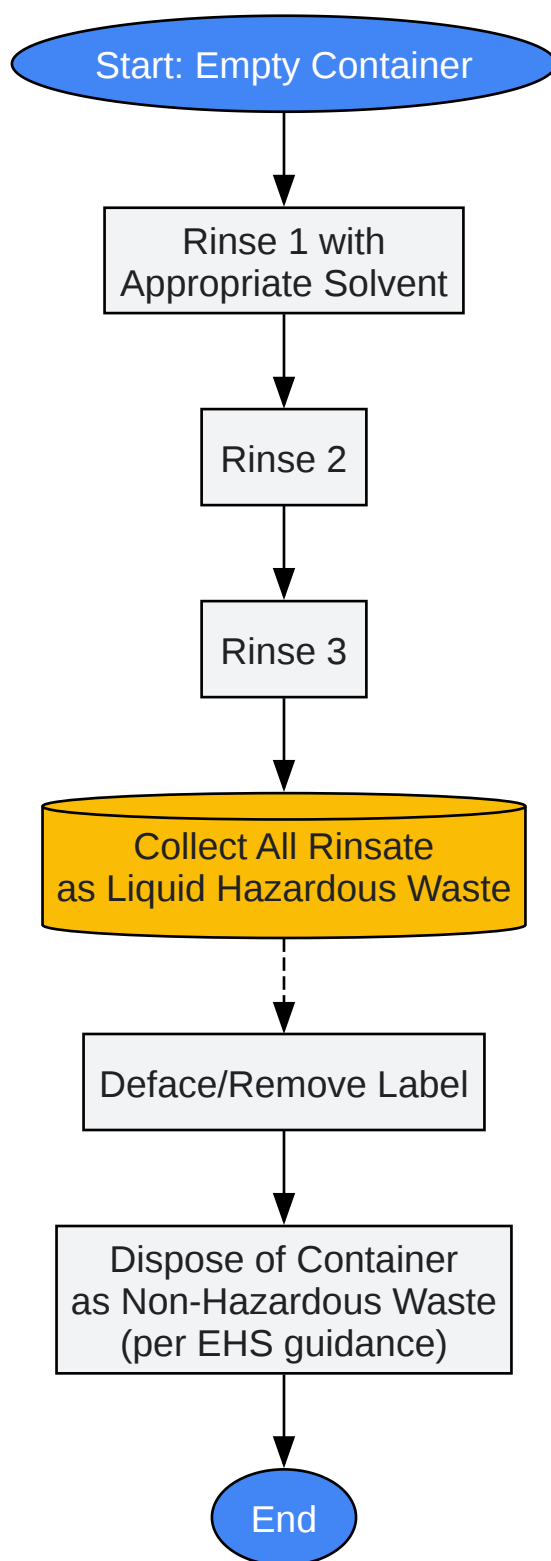 Start: Empty Container
Rinse 1 with
Appropriate Solvent
Rinse 2
Rinse 3
Collect All Rinsate
as Liquid Hazardous Waste
Deface/Remove Label
Dispose of Container
as Non-Hazardous Waste
(per EHS guidance)
End